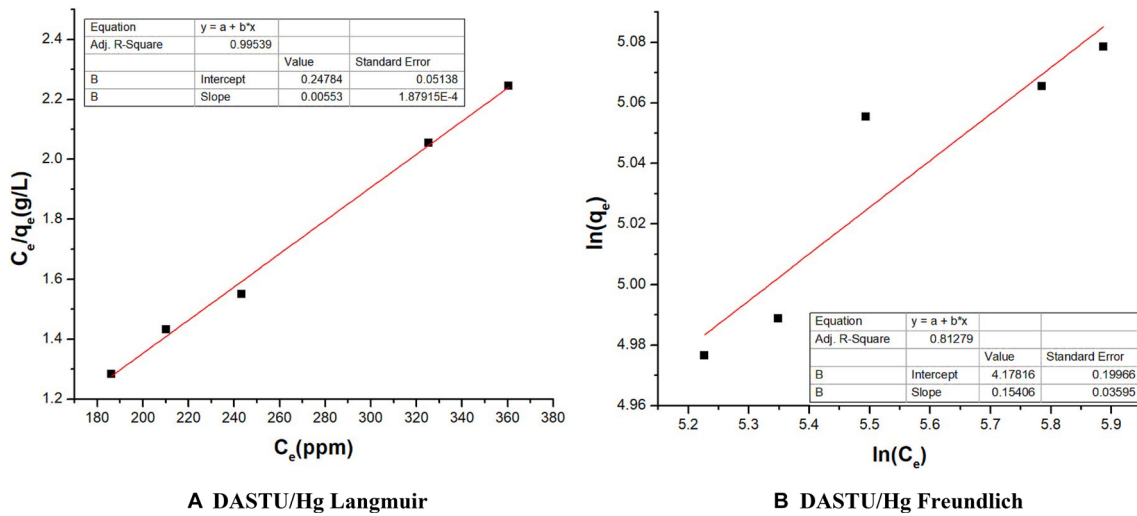 Equation y = a + b*x
Adj. R-Square 0.99539
Value Standard Error
B Intercept 0.24784 0.05138
B Slope 0.00553 1.87915E-4
2.4
2.2
2.0
1.8
1.6
1.4
1.2
Cₑ/qₑ(g/L)
180 200 220 240 260 280 300 320 340 360 380
Cₑ(ppm)
A DASTU/Hg Langmuir
5.08
5.06
5.04
5.02
5.00
4.98
4.96
ln(qₑ)
Equation y = a + b*x
Adj. R-Square 0.81279
Value Standard Error
B Intercept 4.17816 0.19966
B Slope 0.15406 0.03595
5.2 5.3 5.4 5.5 5.6 5.7 5.8 5.9
ln(Cₑ)
B DASTU/Hg Freundlich